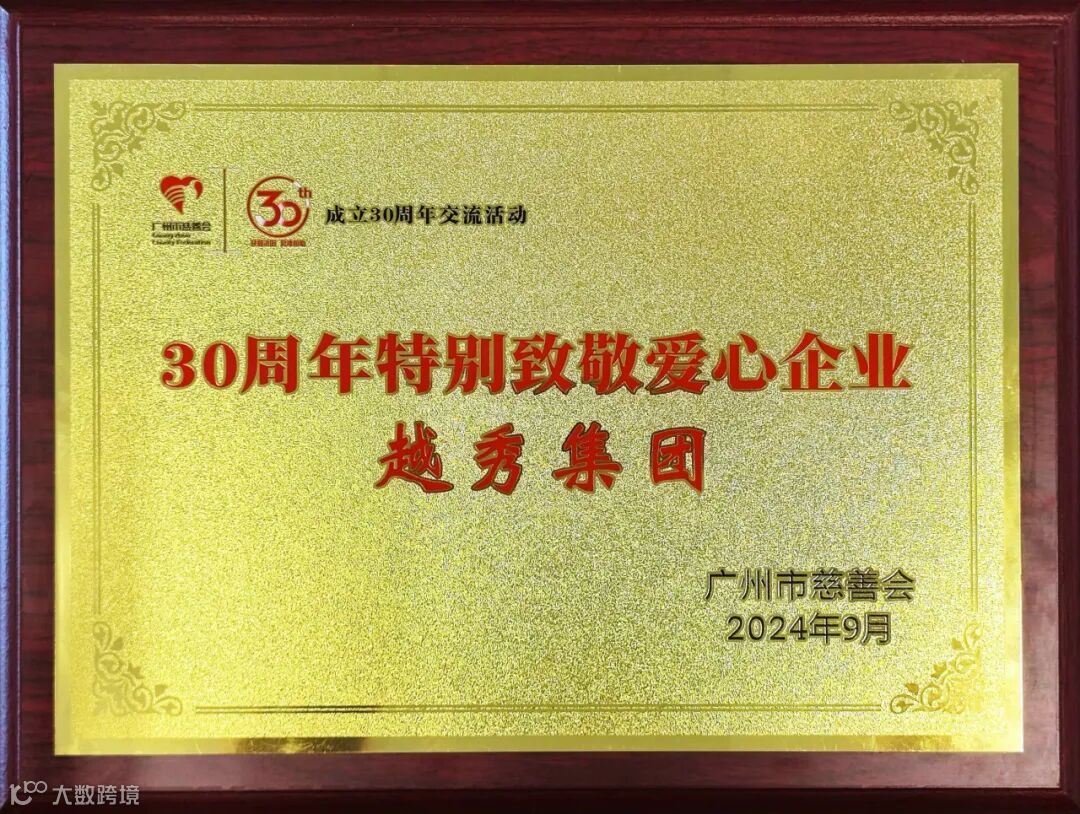 广州市慈善会
30th
成立30周年交流活动
30周年特别致敬爱心企业
越秀集团
广州市慈善会
2024年9月
大数跨境